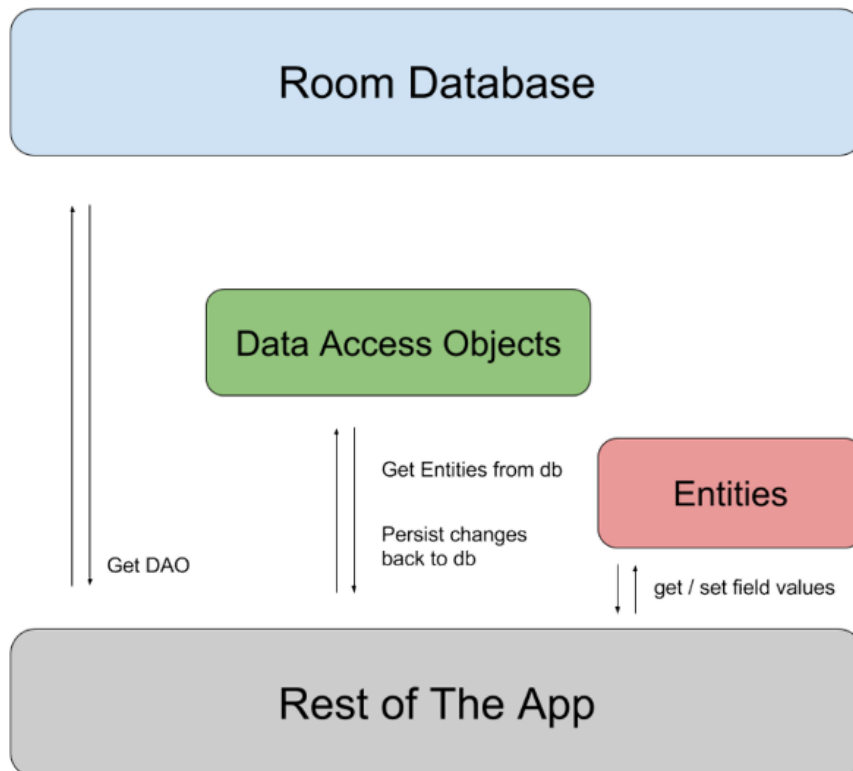 Room Database
Data Access Objects
Get Entities from db
Entities
Persist changes
back to db
Get DAO
get / set field values
Rest of The App